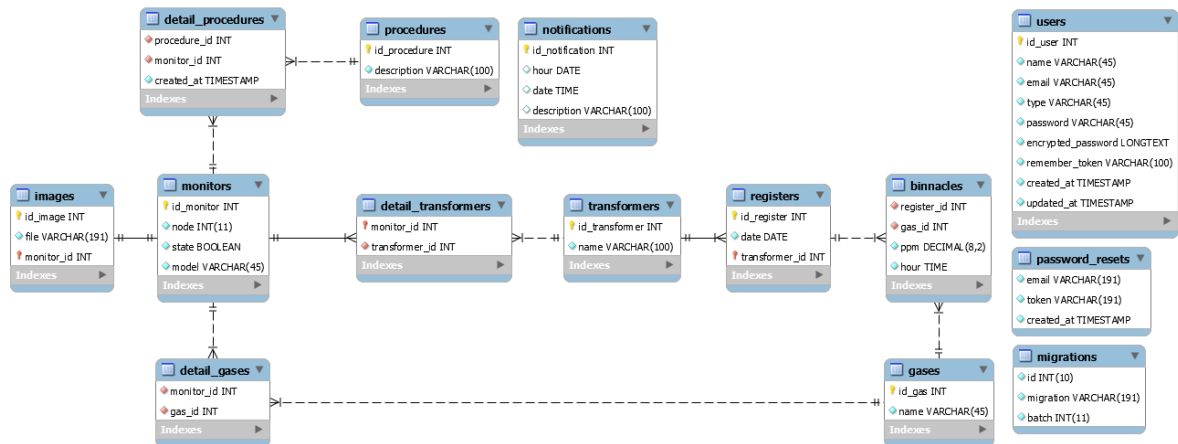 detail_procedures
procedure_id INT
monitor_id INT
created_at TIMESTAMP
Indexes
procedures
id_procedure INT
description VARCHAR(100)
Indexes
notifications
id_notification INT
hour DATE
date TIME
description VARCHAR(100)
Indexes
users
id_user INT
name VARCHAR(45)
email VARCHAR(45)
type VARCHAR(45)
password VARCHAR(45)
encrypted_password LONGTEXT
remember_token VARCHAR(100)
created_at TIMESTAMP
updated_at TIMESTAMP
Indexes
images
id_image INT
file VARCHAR(191)
monitor_id INT
Indexes
monitors
id_monitor INT
node INT(11)
state BOOLEAN
model VARCHAR(45)
Indexes
detail_transformers
monitor_id INT
transformer_id INT
Indexes
transformers
id_transformer INT
name VARCHAR(100)
Indexes
registers
id_register INT
date DATE
transformer_id INT
Indexes
binnacles
register_id INT
gas_id INT
ppm DECIMAL(8,2)
hour TIME
Indexes
password_resets
email VARCHAR(191)
token VARCHAR(191)
created_at TIMESTAMP
Indexes
detail_gases
monitor_id INT
gas_id INT
Indexes
gases
id_gas INT
name VARCHAR(45)
Indexes
migrations
id INT(10)
migration VARCHAR(191)
batch INT(11)
Indexes